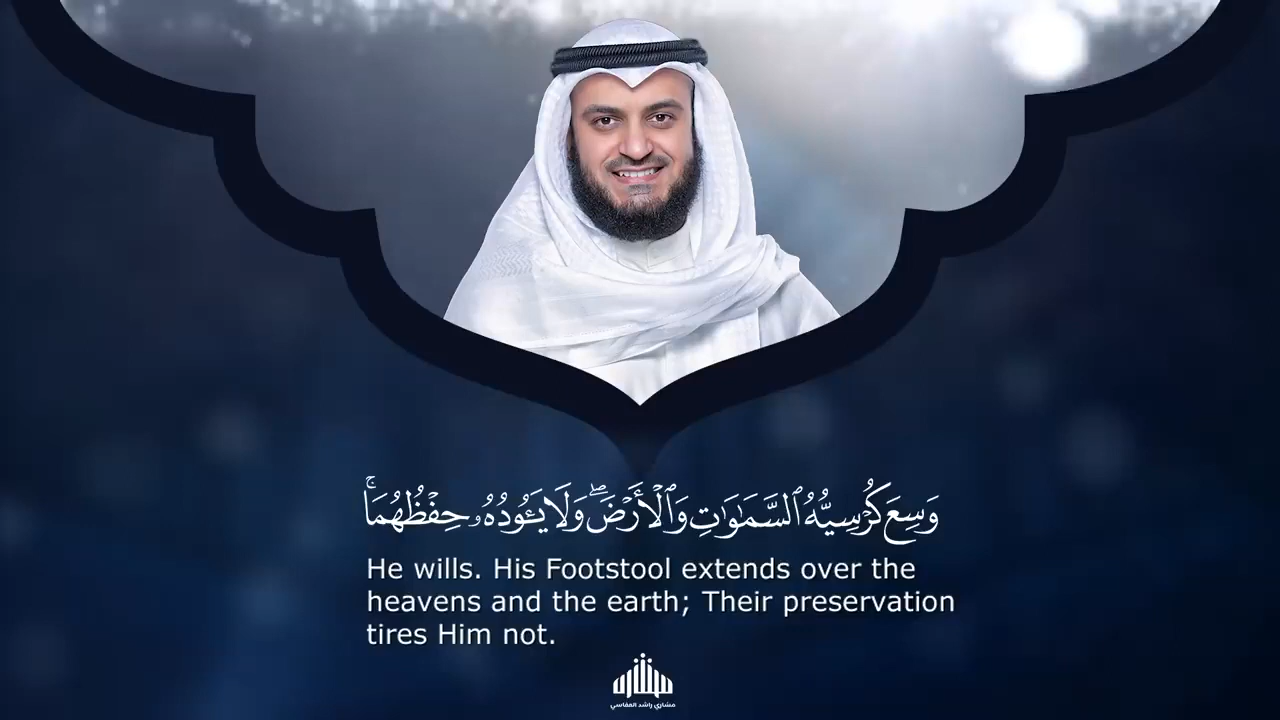 وَسِعَ كُرْسِيُّهُ ٱلسَّمَٰوَٰتِ وَٱلْأَرْضَ ۖ وَلَا يَـُٔودُهُۥ حِفْظُهُمَا ۚ
He wills. His Footstool extends over the
heavens and the earth; Their preservation
tires Him not.
مشاري راشد العفاسي